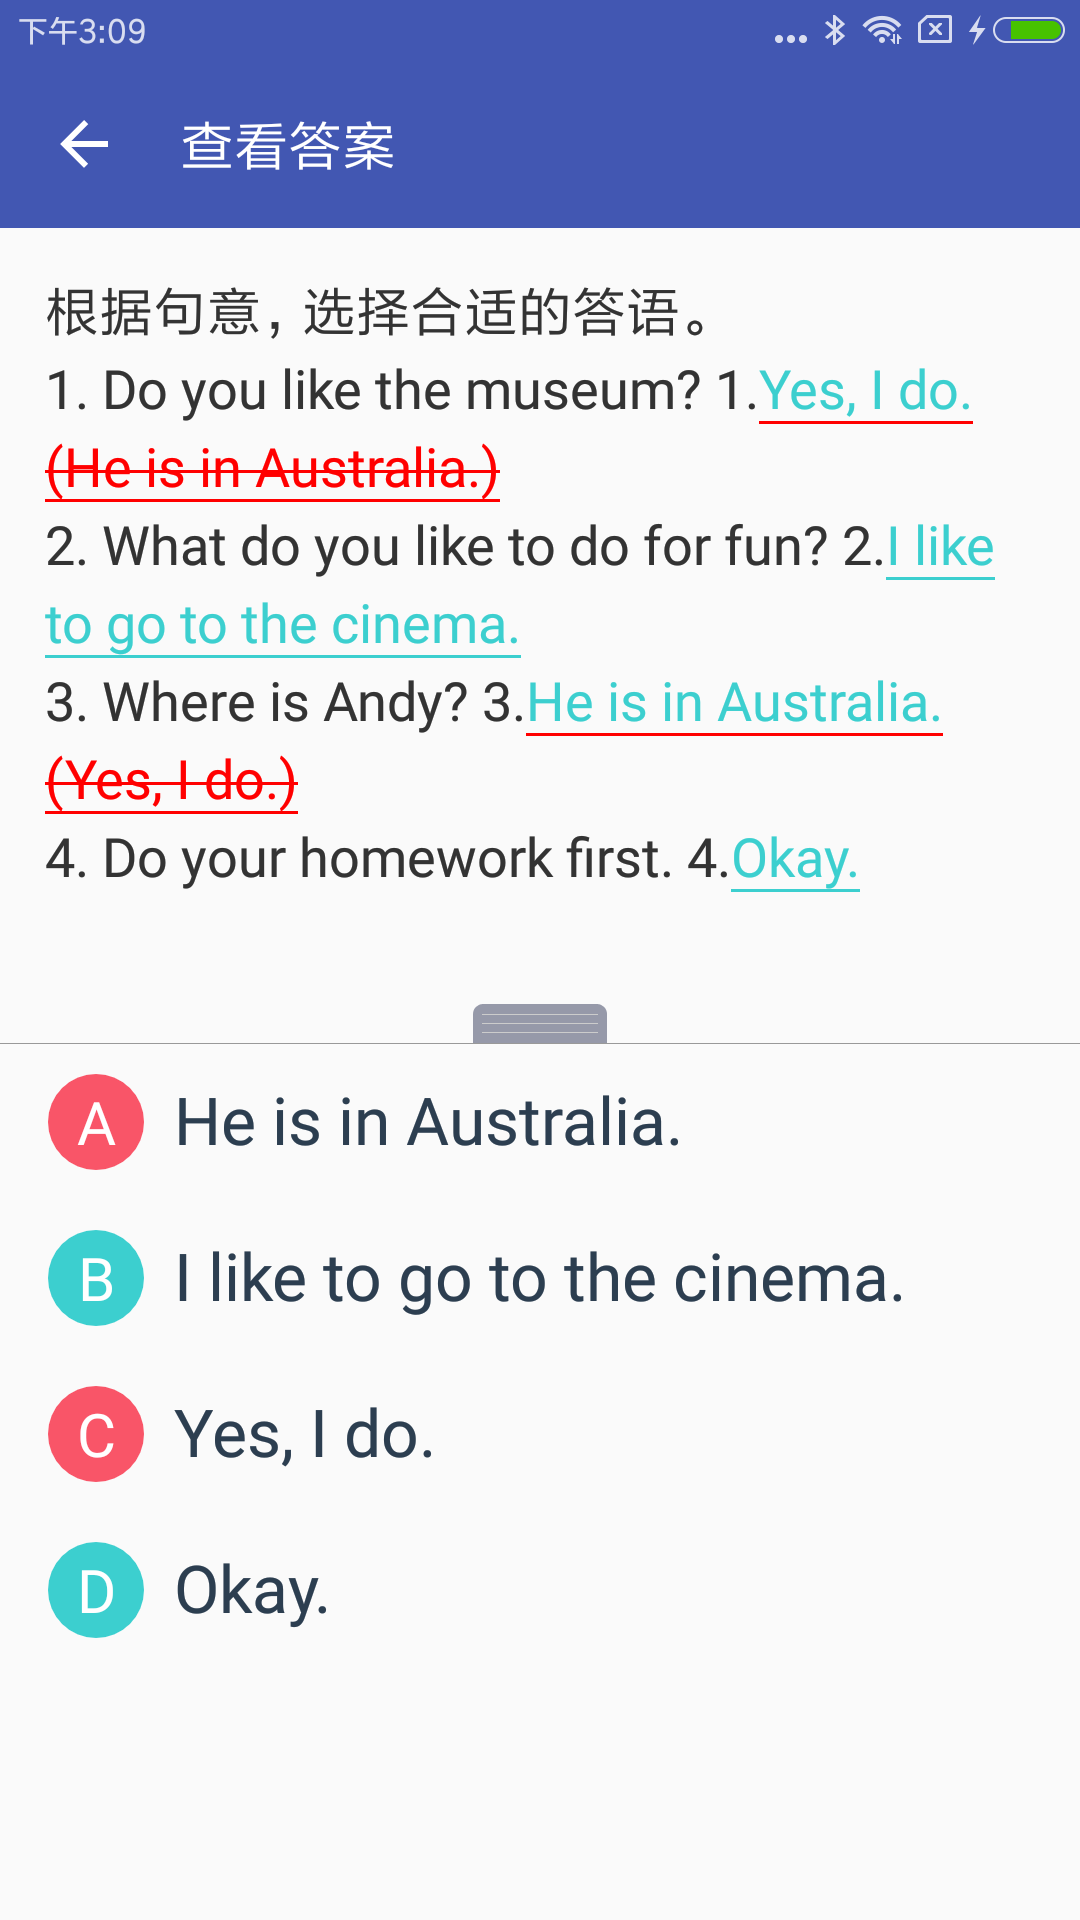 下午3:09
查看答案
根据句意，选择合适的答语。
1. Do you like the museum? 1.Yes, I do.
(He is in Australia.)
2. What do you like to do for fun? 2.I like
to go to the cinema.
3. Where is Andy? 3.He is in Australia.
(Yes, I do.)
4. Do your homework first. 4.Okay.
A He is in Australia.
B I like to go to the cinema.
C Yes, I do.
D Okay.